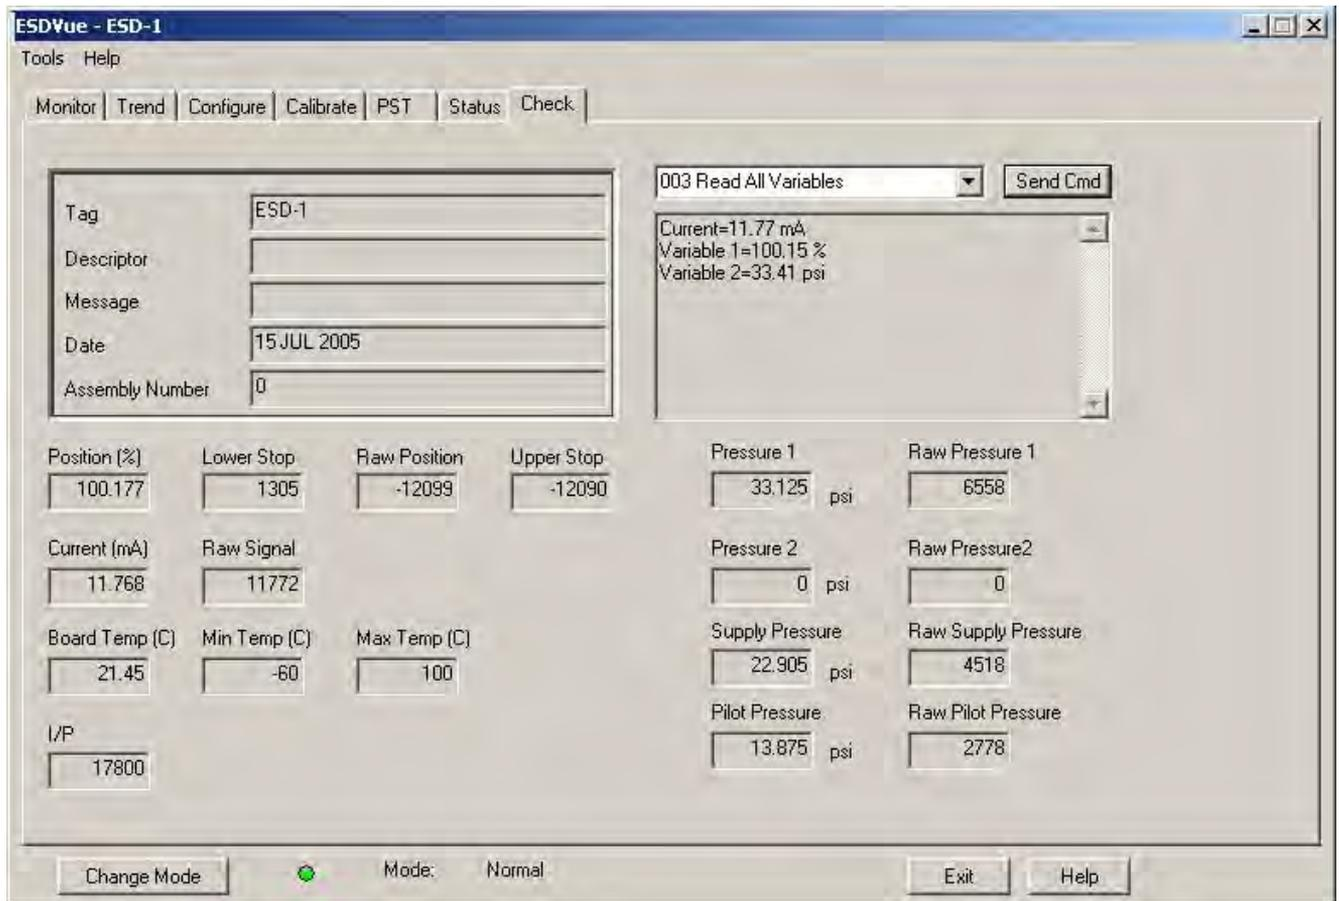 ESDVue - ESD-1
Tools Help
Monitor Trend Configure Calibrate PST Status Check
Tag ESD-1
Descriptor
Message
Date 15 JUL 2005
Assembly Number 0
003 Read All Variables Send Cmd
Current=11.77 mA
Variable 1=100.15 %
Variable 2=33.41 psi
Position (%) Lower Stop Raw Position Upper Stop
100.177 1305 -12099 -12090
Current (mA) Raw Signal
11.768 11772
Board Temp (C) Min Temp (C) Max Temp (C)
21.45 -60 100
I/P
17800
Pressure 1 Raw Pressure 1
33.125 psi 6558
Pressure 2 Raw Pressure2
0 psi 0
Supply Pressure Raw Supply Pressure
22.905 psi 4518
Pilot Pressure Raw Pilot Pressure
13.875 psi 2778
Change Mode Mode: Normal Exit Help